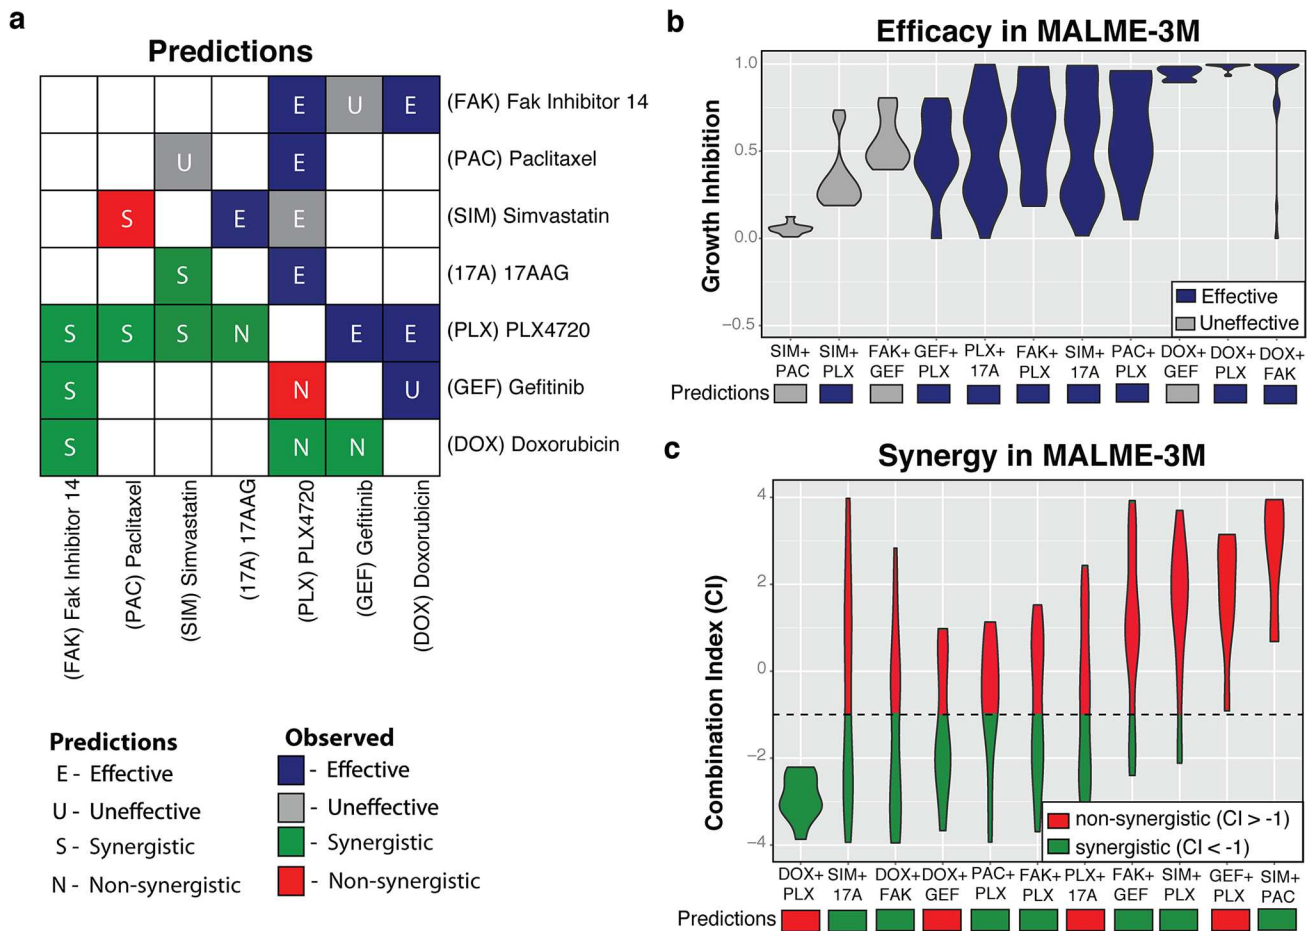 a
Predictions
E U E (FAK) Fak Inhibitor 14
U E (PAC) Paclitaxel
S E E (SIM) Simvastatin
S E (17A) 17AAG
S S S N E E (PLX) PLX4720
S N U (GEF) Gefitinib
S N N (DOX) Doxorubicin
(FAK) Fak Inhibitor 14
(PAC) Paclitaxel
(SIM) Simvastatin
(17A) 17AAG
(PLX) PLX4720
(GEF) Gefitinib
(DOX) Doxorubicin
Predictions
E - Effective
U - Uneffective
S - Synergistic
N - Non-synergistic
Observed
- Effective
- Uneffective
- Synergistic
- Non-synergistic
b
Efficacy in MALME-3M
Growth Inhibition
1.0
0.5
0.0
−0.5
Effective
Uneffective
SIM+ SIM+ FAK+ GEF+ PLX+ FAK+ SIM+ PAC+ DOX+ DOX+ DOX+
PAC PLX GEF PLX 17A PLX 17A PLX GEF PLX FAK
Predictions
c
Synergy in MALME-3M
Combination Index (CI)
4
2
0
−2
−4
non-synergistic (CI > -1)
synergistic (CI < -1)
DOX+ SIM+ DOX+ DOX+ PAC+ FAK+ PLX+ FAK+ SIM+ GEF+ SIM+
PLX 17A FAK GEF PLX PLX 17A GEF PLX PLX PAC
Predictions